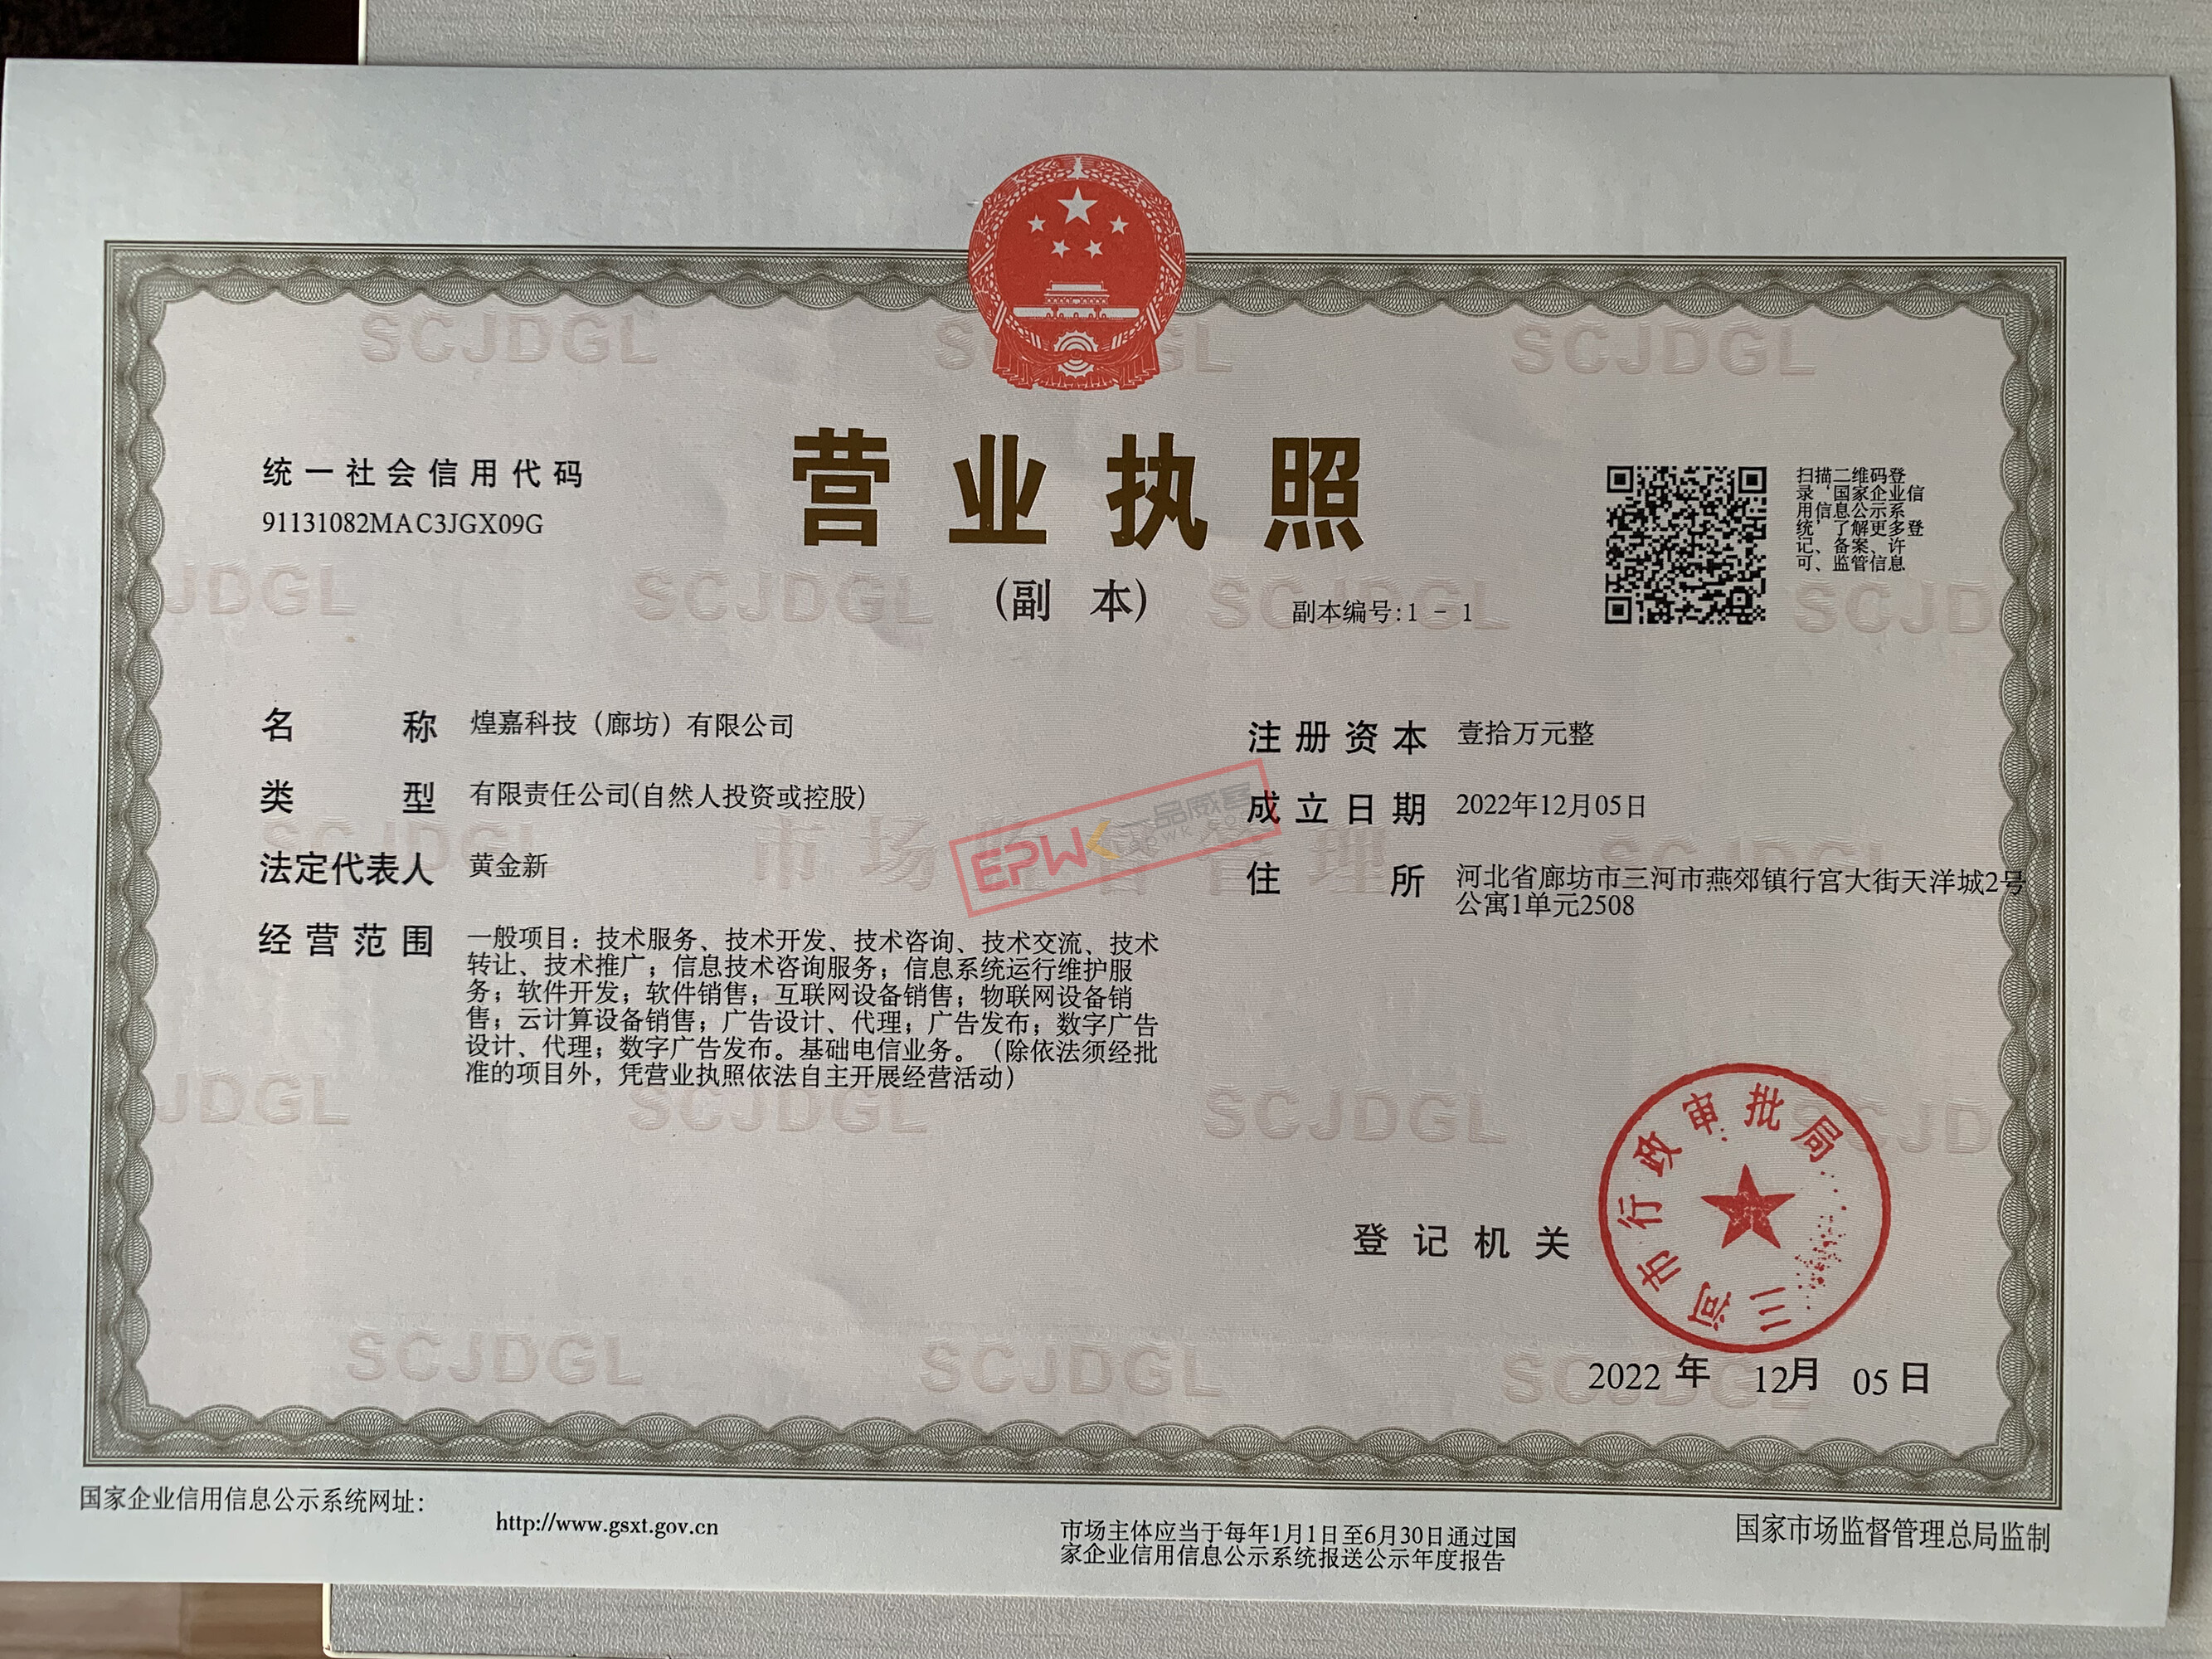 营业执照
(副 本)
副本编号:1 - 1
统一社会信用代码
91131082MAC3JGX09G
扫描二维码登
录‘国家企业信
用信息公示系
统’了解更多登
记、备案、许
可、监管信息
名 称 煌嘉科技（廊坊）有限公司
类 型 有限责任公司(自然人投资或控股)
法定代表人 黄金新
经营范围 一般项目：技术服务、技术开发、技术咨询、技术交流、技术
转让、技术推广；信息技术咨询服务；信息系统运行维护服
务；软件开发；软件销售；互联网设备销售；物联网设备销
售；云计算设备销售；广告设计、代理；广告发布；数字广告
设计、代理；数字广告发布。基础电信业务。（除依法须经批
准的项目外，凭营业执照依法自主开展经营活动）
注册资本 壹拾万元整
成立日期 2022年12月05日
住 所 河北省廊坊市三河市燕郊镇行宫大街天洋城2号
公寓1单元2508
登记机关
三河市行政审批局
2022 年 12月 05日
国家企业信用信息公示系统网址：
http://www.gsxt.gov.cn
市场主体应当于每年1月1日至6月30日通过国
家企业信用信息公示系统报送公示年度报告
国家市场监督管理总局监制
SCJDGL
EPWK
一品威客